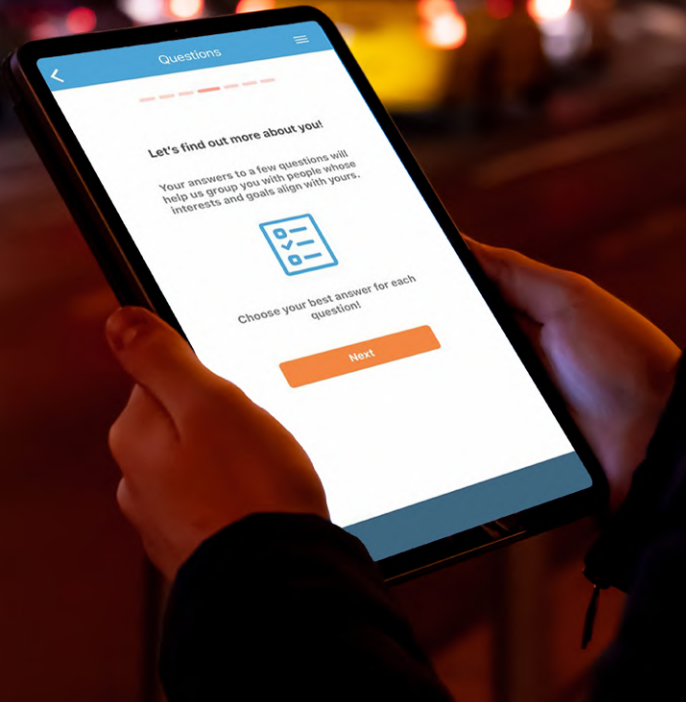 Questions
Let's find out more about you!
Your answers to a few questions will
help us group you with people whose
interests and goals align with yours.
Choose your best answer for each
question!
Next